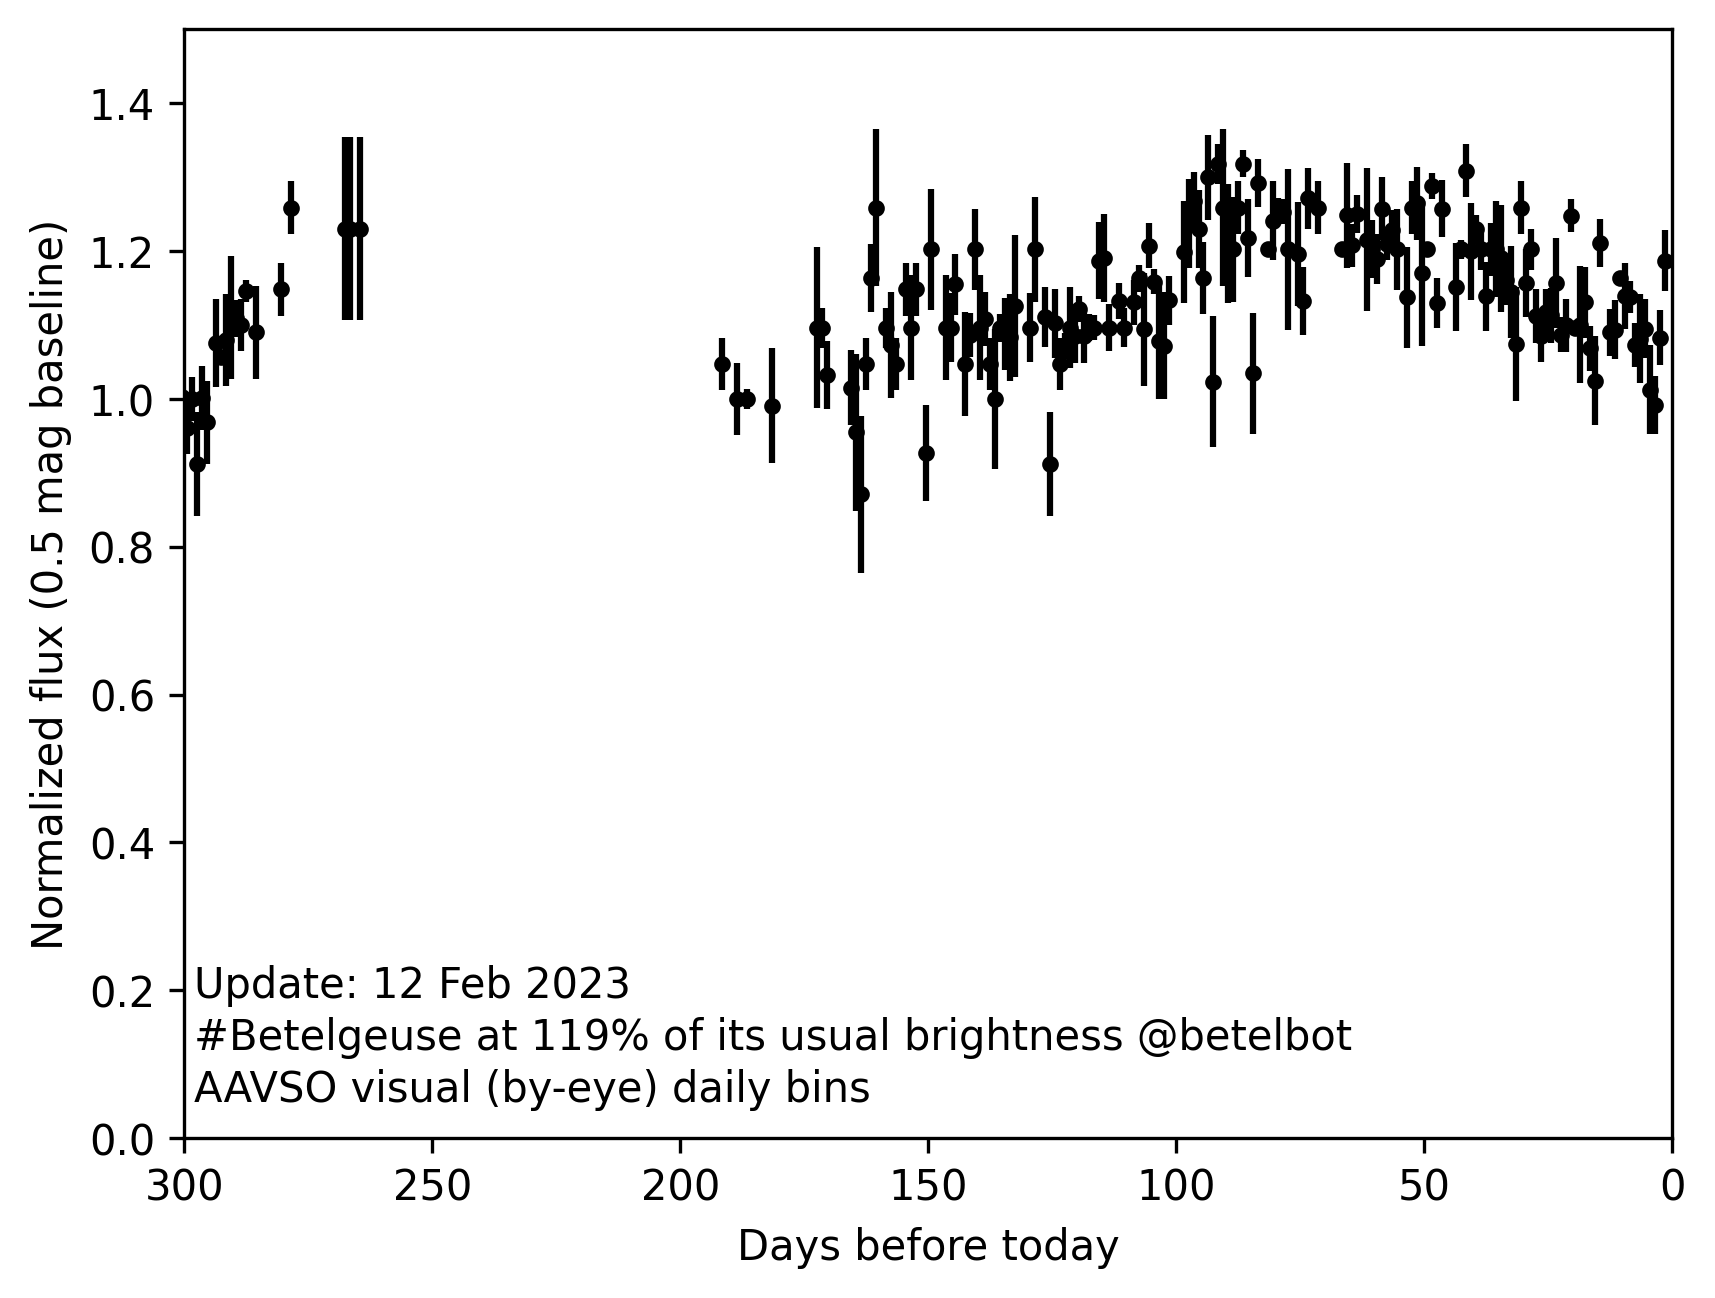 1.4
1.2
1.0
0.8
0.6
0.4
0.2
0.0
Normalized flux (0.5 mag baseline)
Update: 12 Feb 2023
#Betelgeuse at 119% of its usual brightness @betelbot
AAVSO visual (by-eye) daily bins
300 250 200 150 100 50 0
Days before today